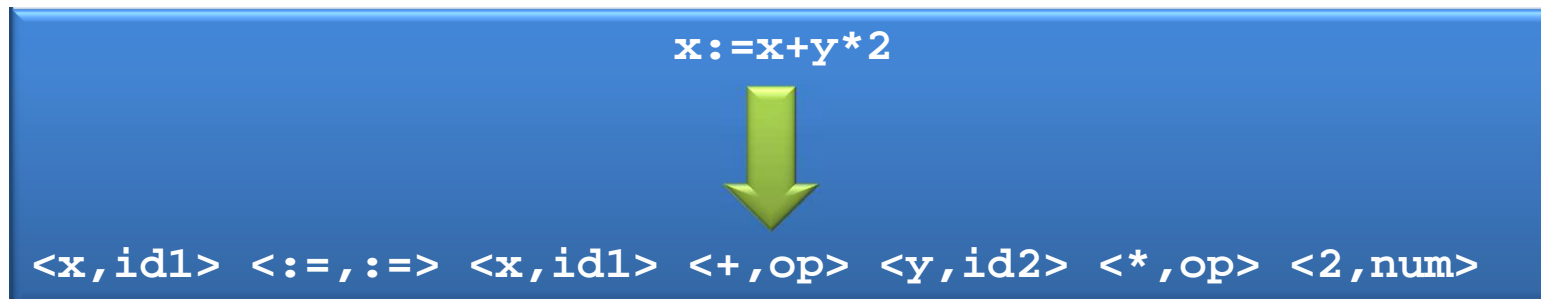 x:=x+y*2
<x,id1> <:=,:=> <x,id1> <+,op> <y,id2> <*,op> <2,num>